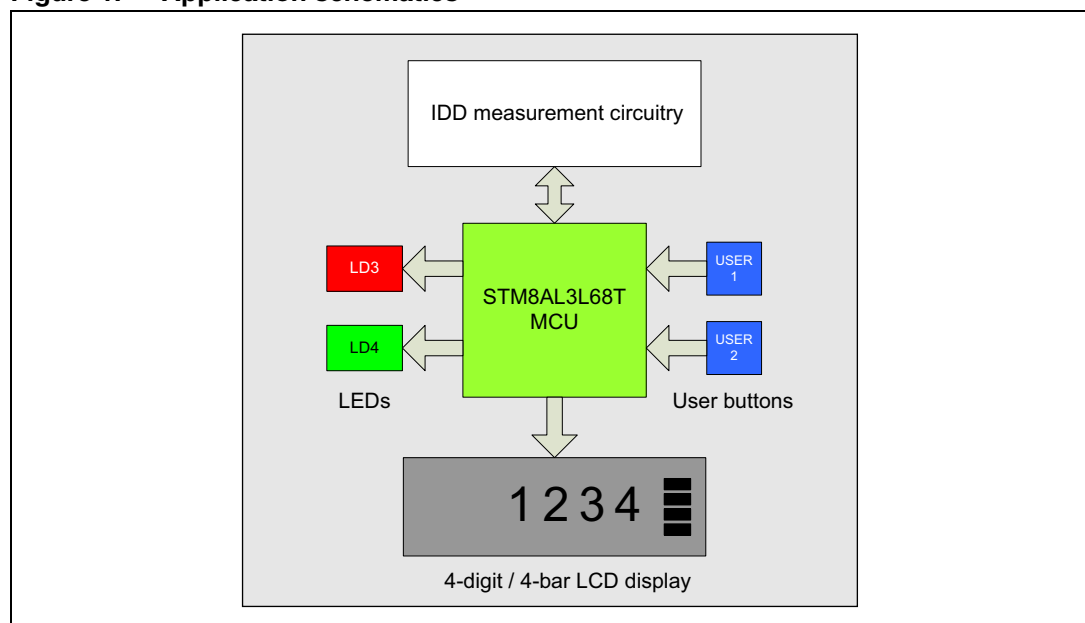 Figure 1. Application schematics
IDD measurement circuitry
LD3
STM8AL3L68T
MCU
USER
1
LD4
USER
2
LEDs
User buttons
1234
4-digit / 4-bar LCD display